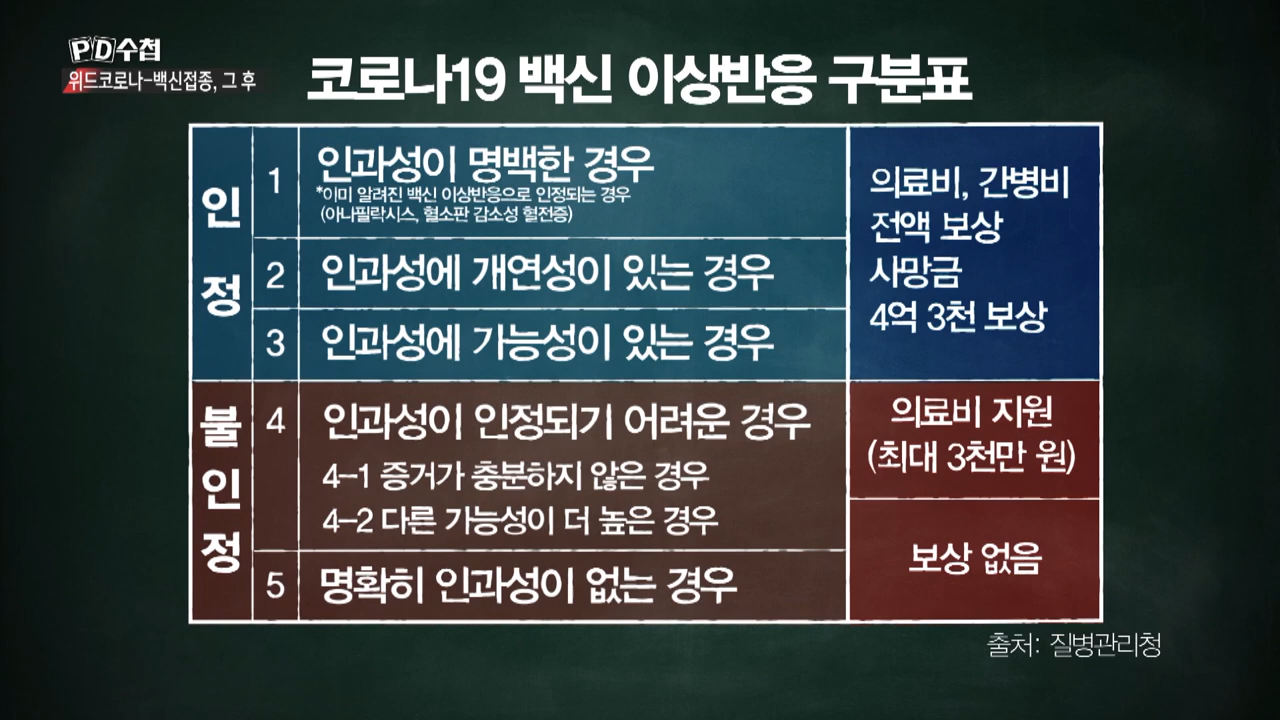 PD수첩
위드코로나-백신접종, 그 후
코로나19 백신 이상반응 구분표
인정
1
인과성이 명백한 경우
*이미 알려진 백신 이상반응으로 인정되는 경우
(아나필락시스, 혈소판 감소성 혈전증)
2
인과성에 개연성이 있는 경우
3
인과성에 가능성이 있는 경우
의료비, 간병비
전액 보상
사망금
4억 3천 보상
불인정
4
인과성이 인정되기 어려운 경우
4-1 증거가 충분하지 않은 경우
4-2 다른 가능성이 더 높은 경우
5
명확히 인과성이 없는 경우
의료비 지원
(최대 3천만 원)
보상 없음
출처: 질병관리청